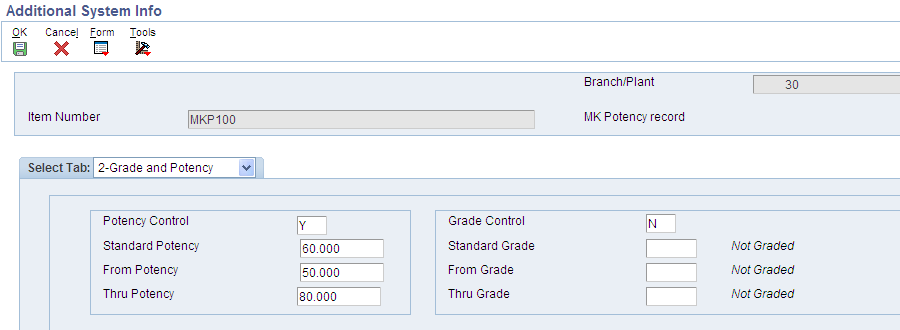 Additional System Info
OK Cancel Form Tools
Branch/Plant 30
Item Number MKP100 MK Potency record
Select Tab: 2-Grade and Potency
Potency Control Y Grade Control N
Standard Potency 60.000 Standard Grade Not Graded
From Potency 50.000 From Grade Not Graded
Thru Potency 80.000 Thru Grade Not Graded